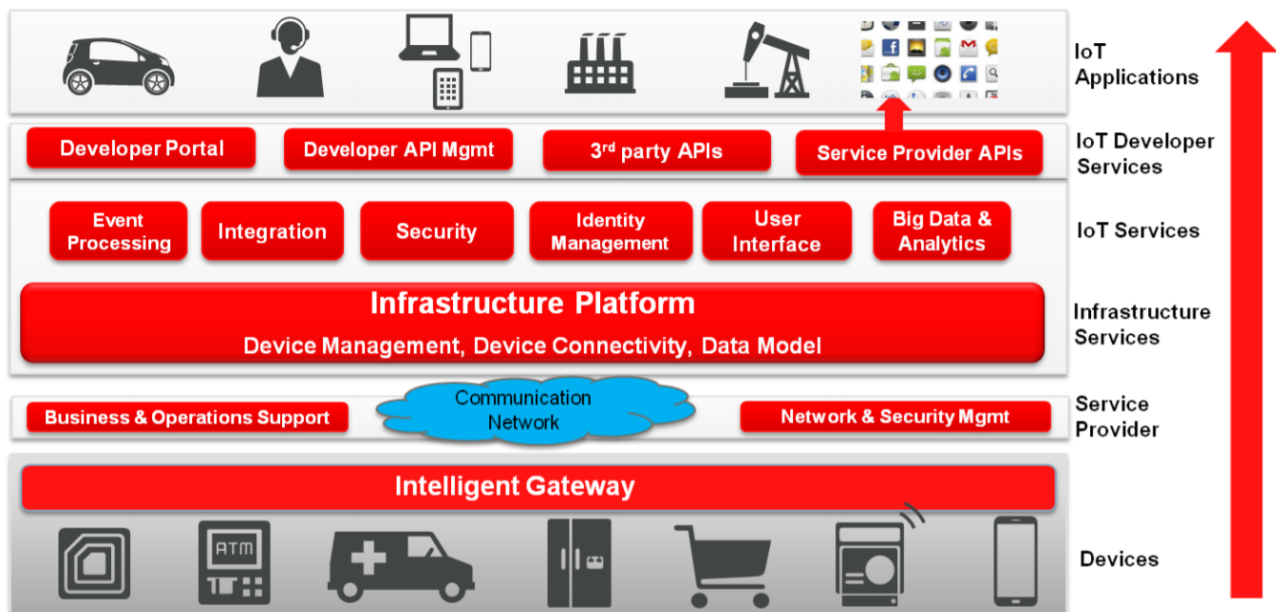 IoT
Applications
Developer Portal
Developer API Mgmt
3rd party APIs
Service Provider APIs
IoT Developer
Services
Event
Processing
Integration
Security
Identity
Management
User
Interface
Big Data &
Analytics
IoT Services
Infrastructure Platform
Device Management, Device Connectivity, Data Model
Infrastructure
Services
Business & Operations Support
Communication
Network
Network & Security Mgmt
Service
Provider
Intelligent Gateway
ATM
Devices